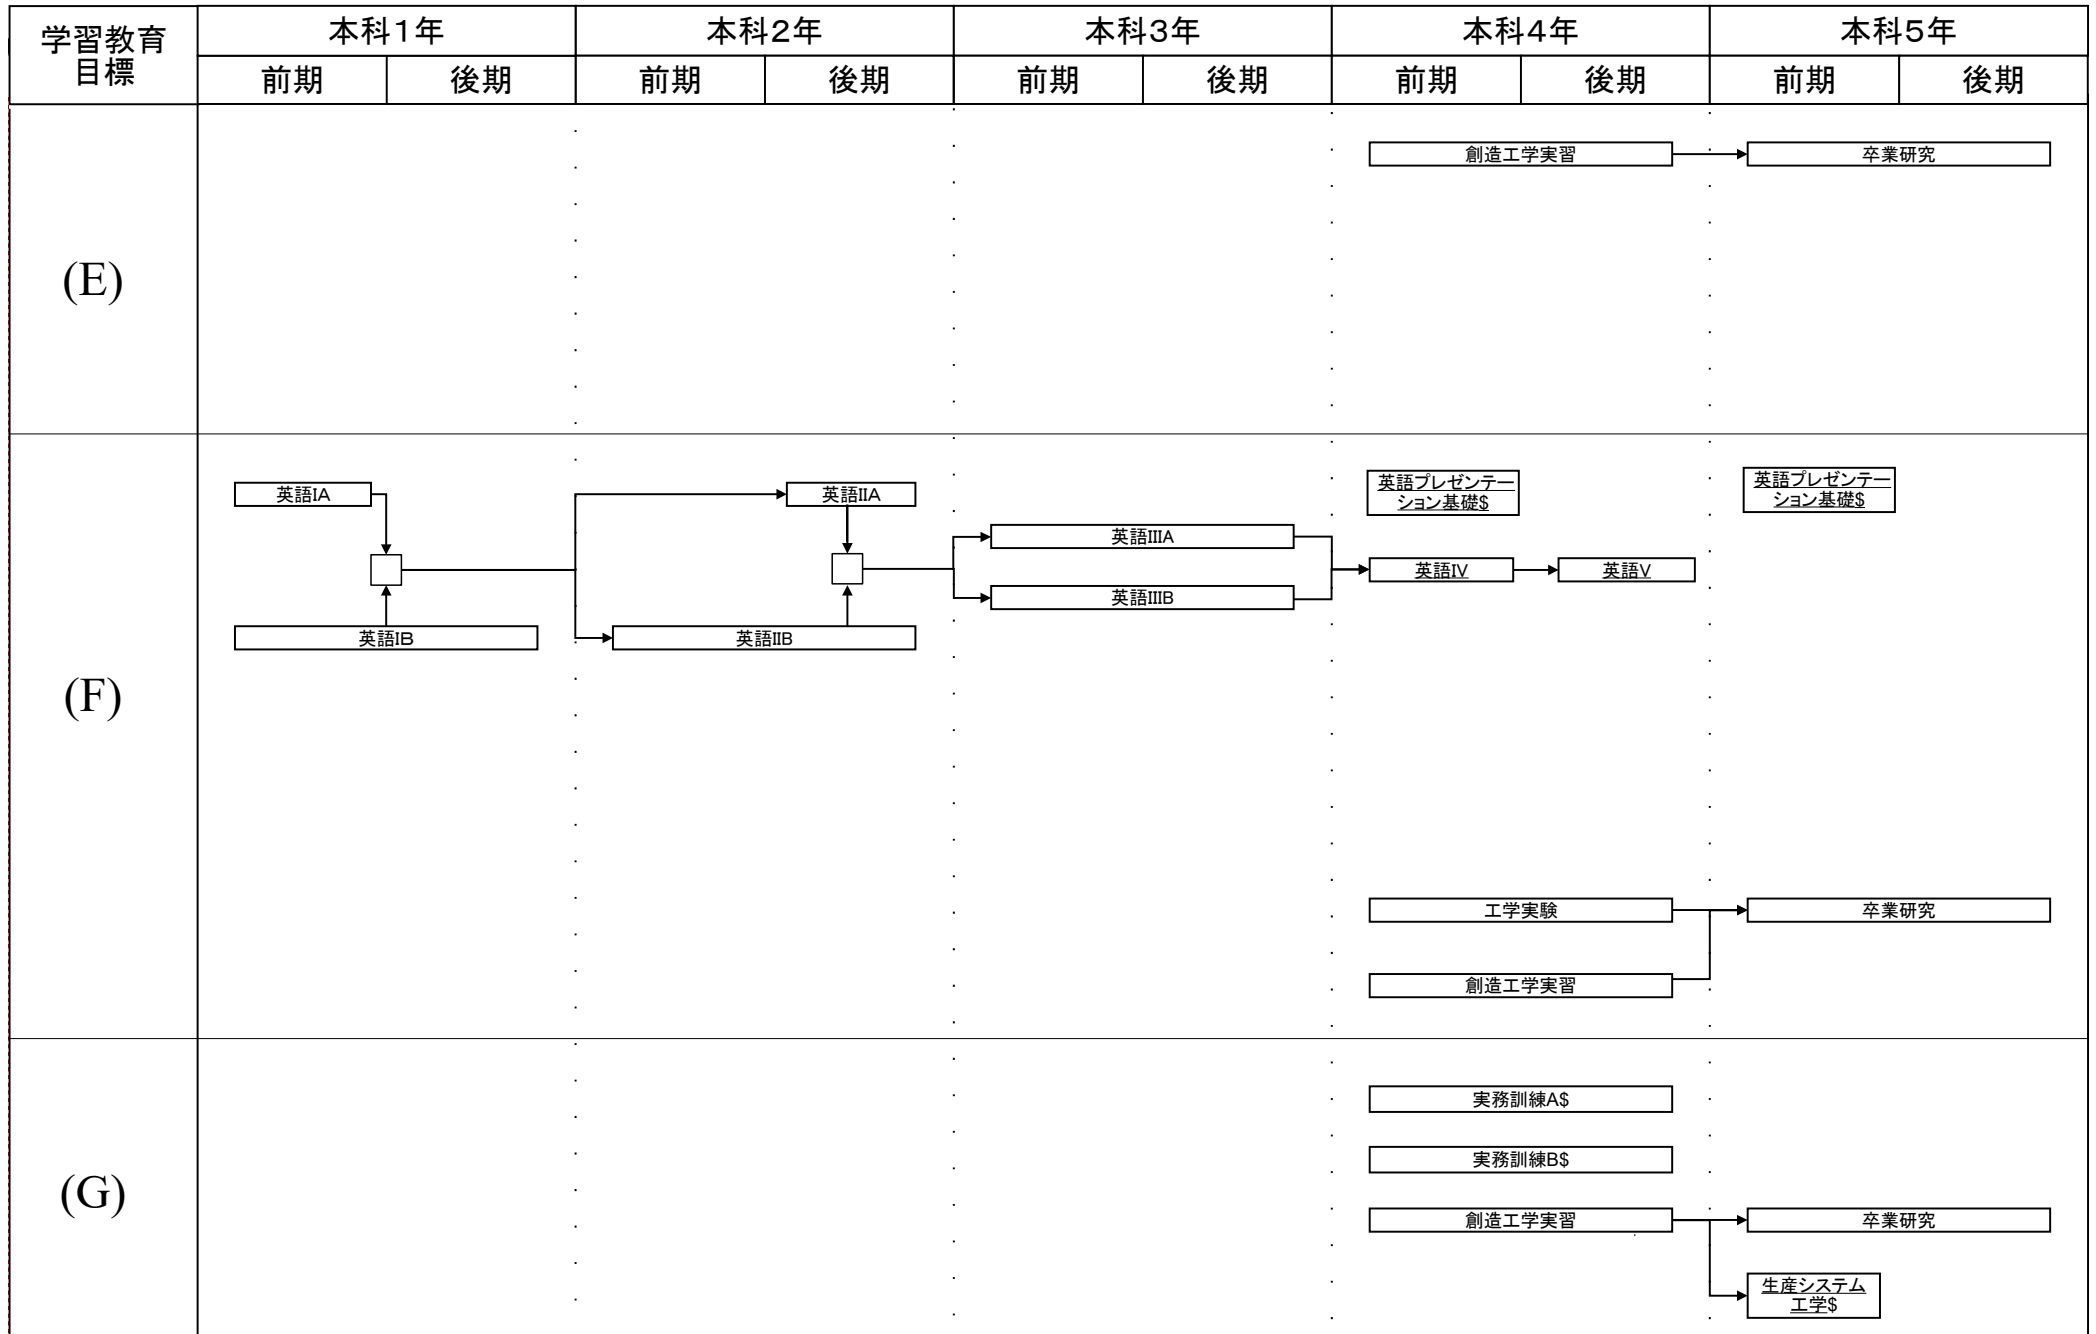 学習教育
目標
本科1年
本科2年
本科3年
本科4年
本科5年
前期
後期
前期
後期
前期
後期
前期
後期
前期
後期
(E)
創造工学実習
卒業研究
(F)
英語IA
英語IIA
英語プレゼンテー
ション基礎$
英語プレゼンテー
ション基礎$
英語IIIA
英語IV
英語V
英語IIIB
英語IB
英語IIB
工学実験
卒業研究
創造工学実習
(G)
実務訓練A$
実務訓練B$
創造工学実習
卒業研究
生産システム
工学$